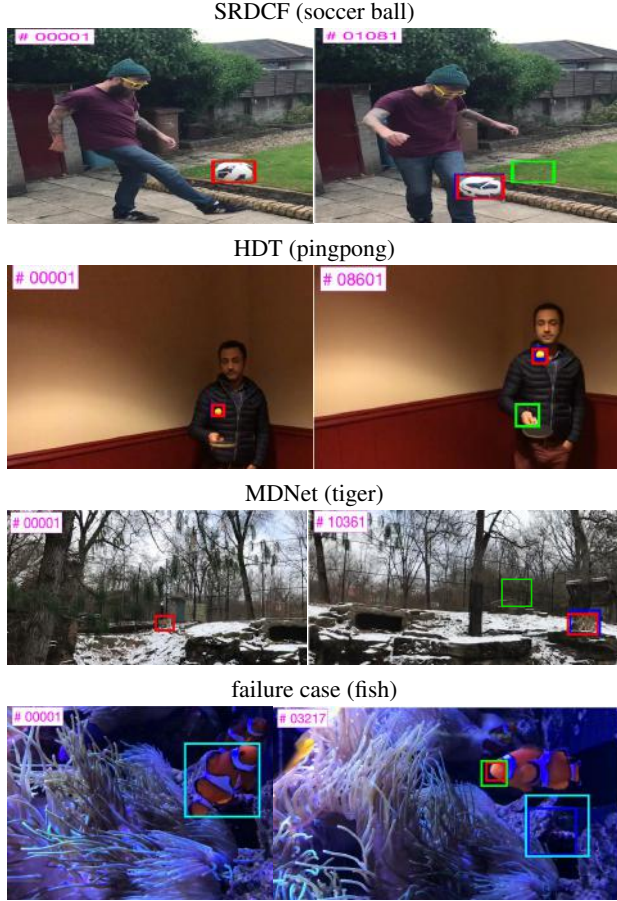 SRDCF (soccer ball)
# 00001 # 01081
HDT (pingpong)
# 00001 # 08601
MDNet (tiger)
# 00001 # 10361
failure case (fish)
# 00001 # 03217